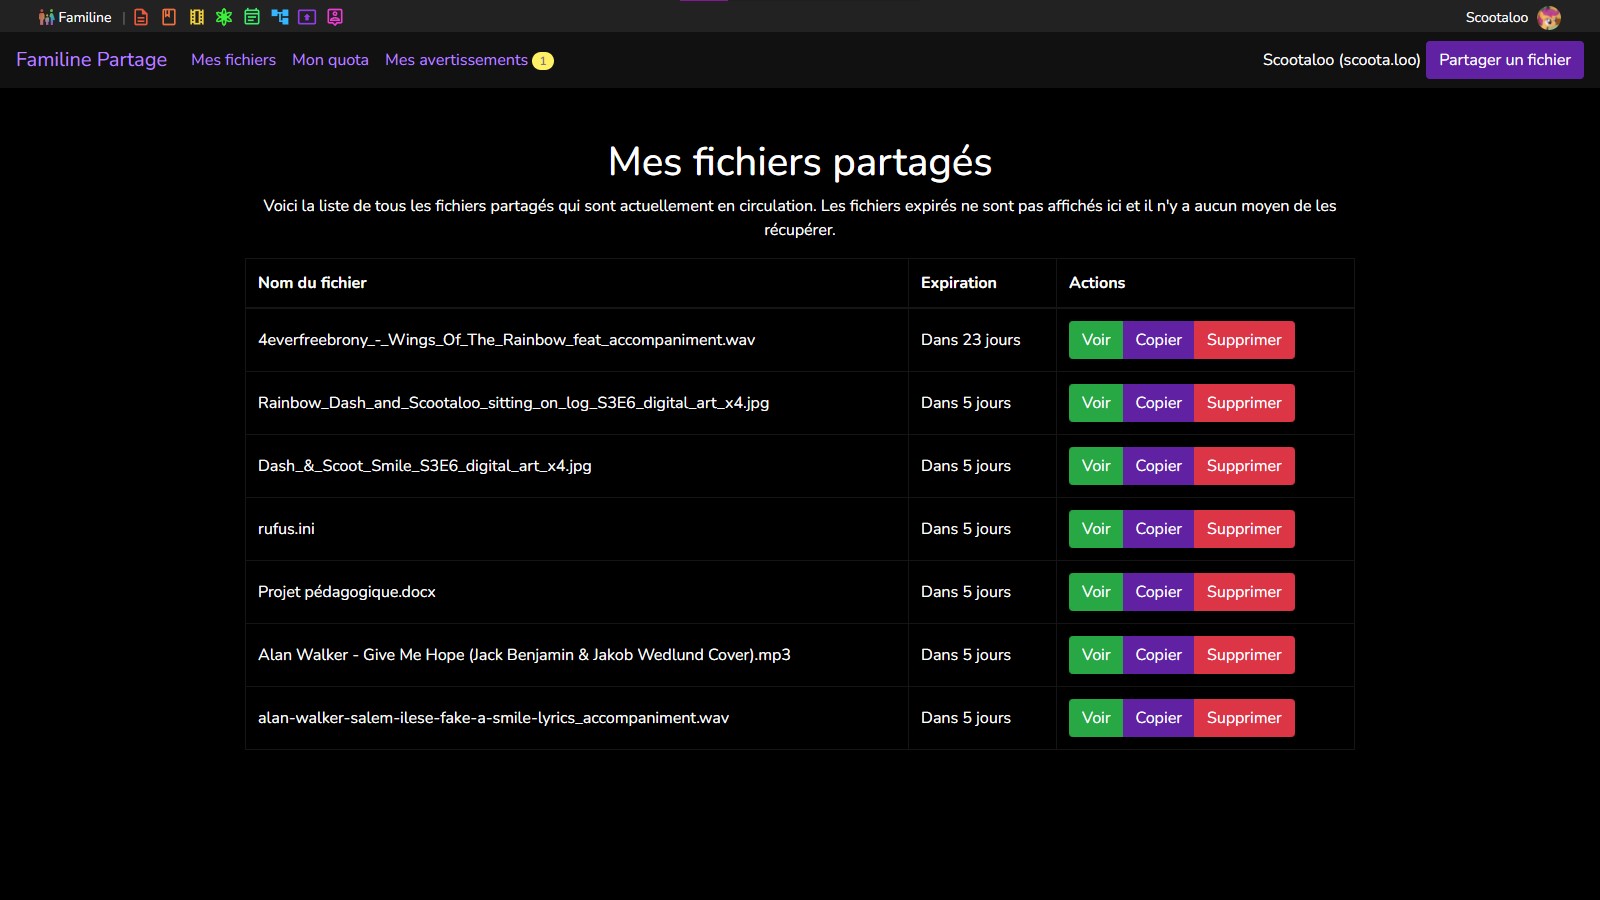 Familine | Scootaloo
Familine Partage Mes fichiers Mon quota Mes avertissements 1 Scootaloo (scoota.loo) Partager un fichier
Mes fichiers partagés
Voici la liste de tous les fichiers partagés qui sont actuellement en circulation. Les fichiers expirés ne sont pas affichés ici et il n'y a aucun moyen de les
récupérer.
Nom du fichier Expiration Actions
4everfreebrony_-_Wings_Of_The_Rainbow_feat_accompaniment.wav Dans 23 jours Voir Copier Supprimer
Rainbow_Dash_and_Scootaloo_sitting_on_log_S3E6_digital_art_x4.jpg Dans 5 jours Voir Copier Supprimer
Dash_&_Scoot_Smile_S3E6_digital_art_x4.jpg Dans 5 jours Voir Copier Supprimer
rufus.ini Dans 5 jours Voir Copier Supprimer
Projet pédagogique.docx Dans 5 jours Voir Copier Supprimer
Alan Walker - Give Me Hope (Jack Benjamin & Jakob Wedlund Cover).mp3 Dans 5 jours Voir Copier Supprimer
alan-walker-salem-ilese-fake-a-smile-lyrics_accompaniment.wav Dans 5 jours Voir Copier Supprimer